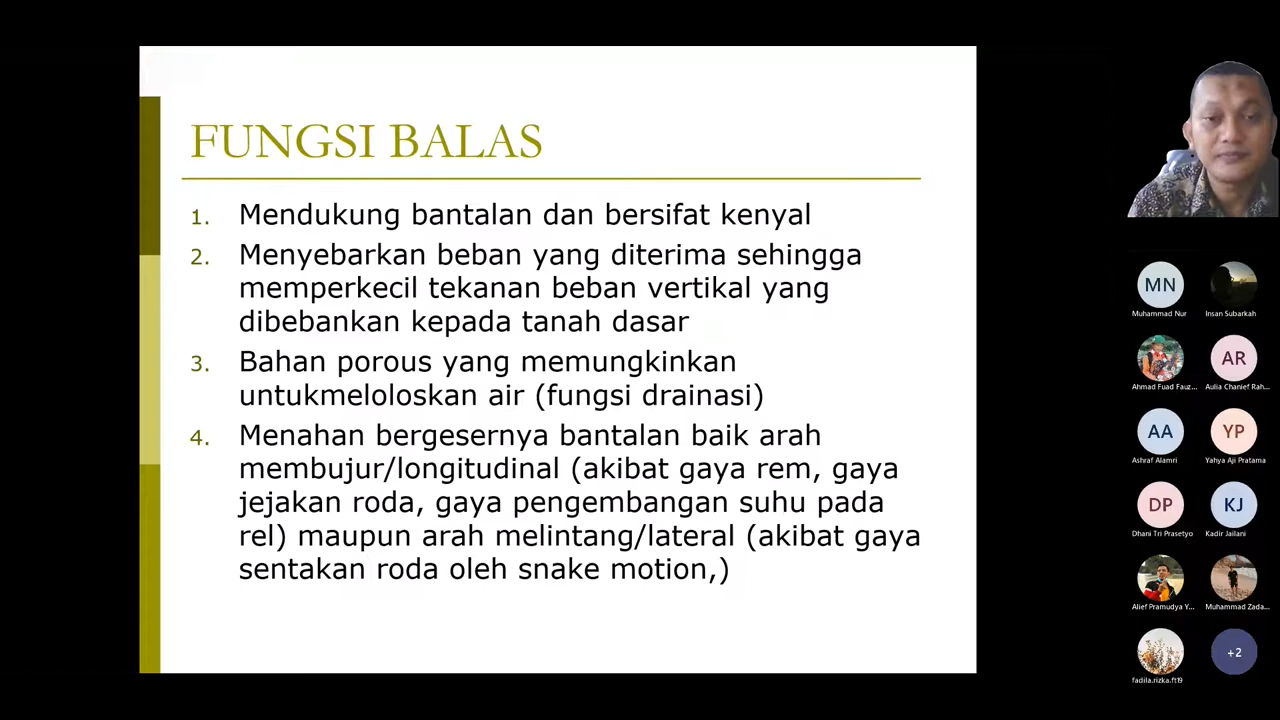 FUNGSI BALAS
1. Mendukung bantalan dan bersifat kenyal
2. Menyebarkan beban yang diterima sehingga
memperkecil tekanan beban vertikal yang
dibebankan kepada tanah dasar
3. Bahan porous yang memungkinkan
untukmeloloskan air (fungsi drainasi)
4. Menahan bergesernya bantalan baik arah
membujur/longitudinal (akibat gaya rem, gaya
jejakan roda, gaya pengembangan suhu pada
rel) maupun arah melintang/lateral (akibat gaya
sentakan roda oleh snake motion,)
MN
Muhammad Nur
Insan Subarkah
Ahmad Fuad Fauz...
AR
Aulia Chanief Rah...
AA
Ashraf Alamri
YP
Yahya Aji Pratama
DP
Dhani Tri Prasetyo
KJ
Kadir Jailani
Alief Pramudya Y...
Muhammad Zada...
fadila.rizka.ft19
+2